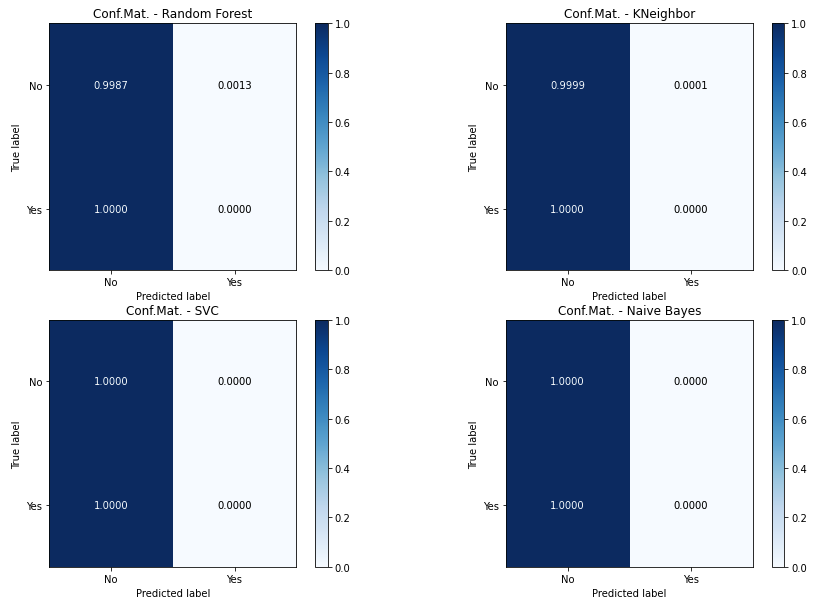 Conf.Mat. - Random Forest
1.0
0.8
0.6
0.4
0.2
0.0
True label
No
Yes
0.9987 0.0013
1.0000 0.0000
No Yes
Predicted label
Conf.Mat. - KNeighbor
1.0
0.8
0.6
0.4
0.2
0.0
True label
No
Yes
0.9999 0.0001
1.0000 0.0000
No Yes
Predicted label
Conf.Mat. - SVC
1.0
0.8
0.6
0.4
0.2
0.0
True label
No
Yes
1.0000 0.0000
1.0000 0.0000
No Yes
Predicted label
Conf.Mat. - Naive Bayes
1.0
0.8
0.6
0.4
0.2
0.0
True label
No
Yes
1.0000 0.0000
1.0000 0.0000
No Yes
Predicted label